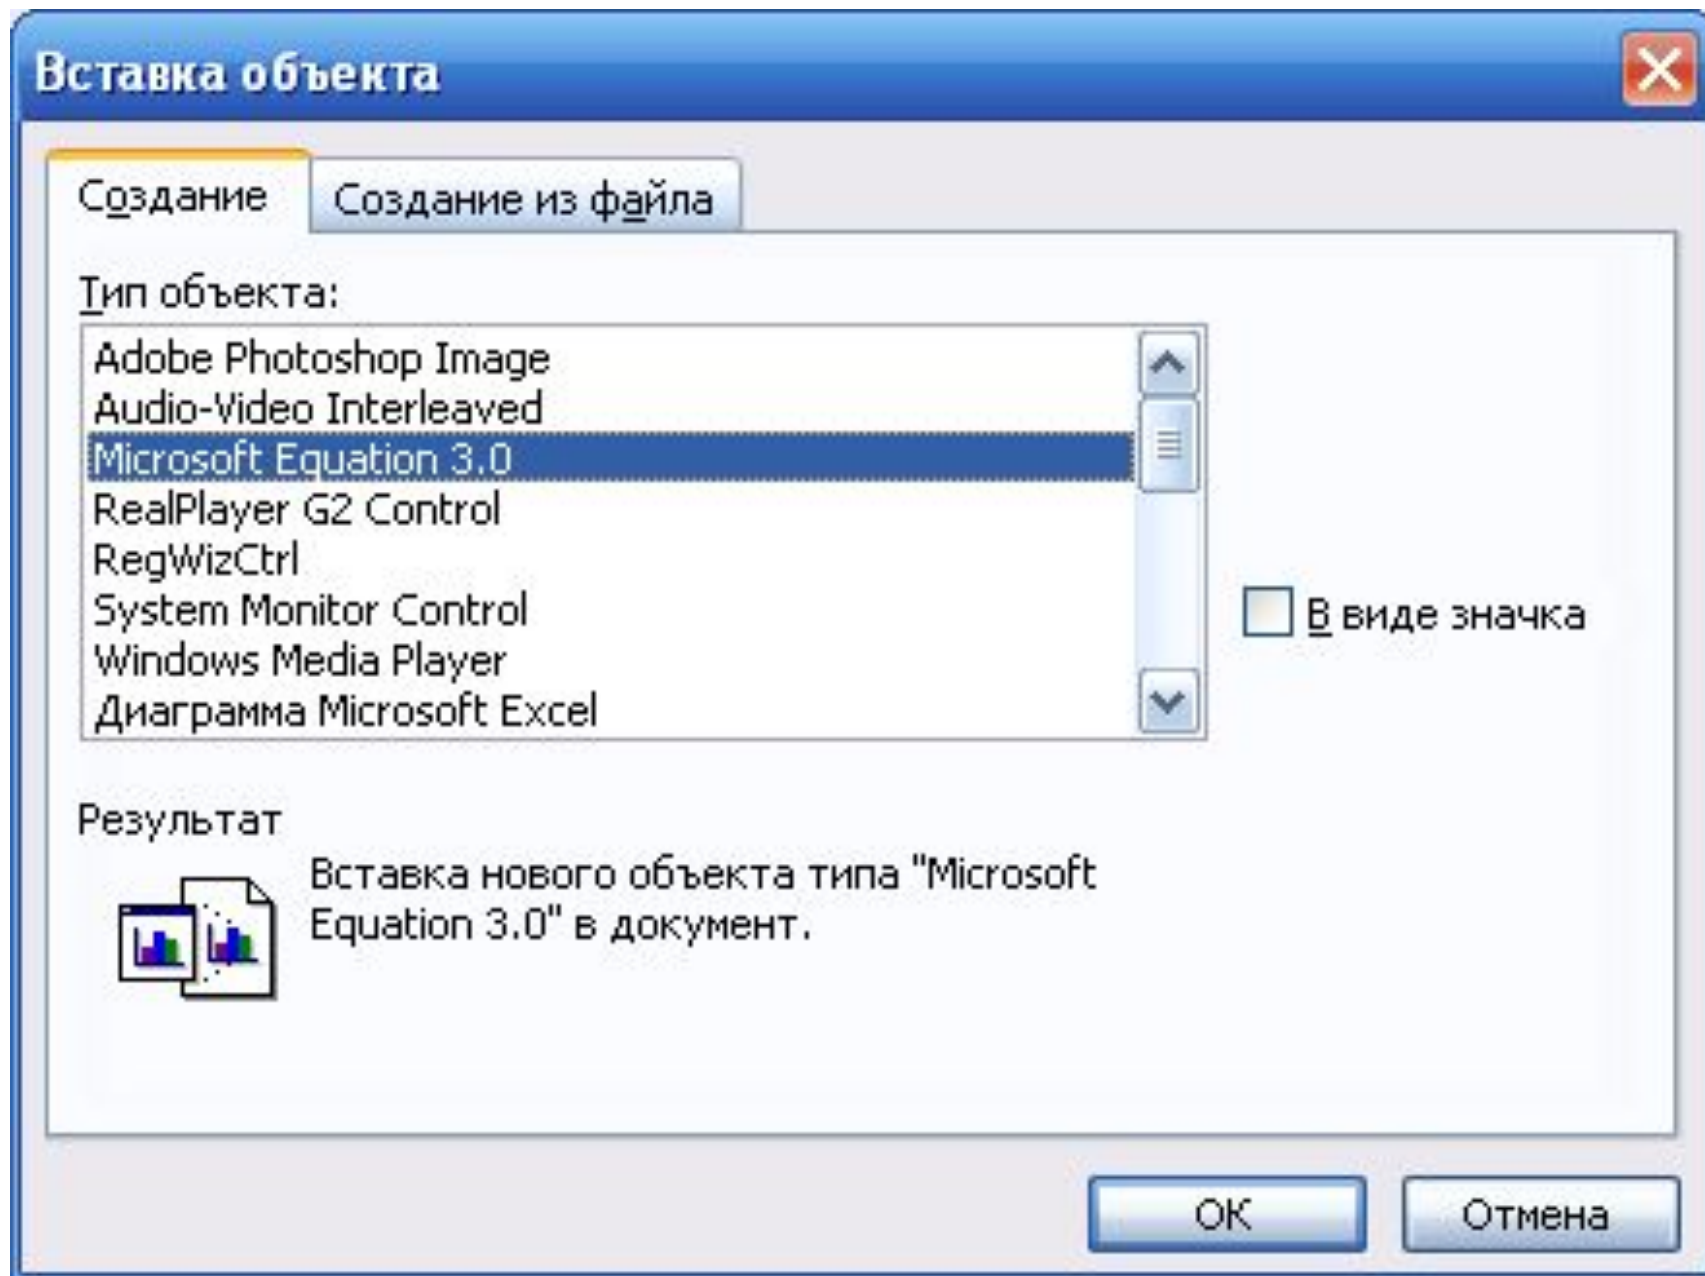 Вставка объекта
Создание
Создание из файла
Тип объекта:
Adobe Photoshop Image
Audio-Video Interleaved
Microsoft Equation 3.0
RealPlayer G2 Control
RegWizCtrl
System Monitor Control
Windows Media Player
Диаграмма Microsoft Excel
В виде значка
Результат
Вставка нового объекта типа "Microsoft
Equation 3.0" в документ.
ОК
Отмена